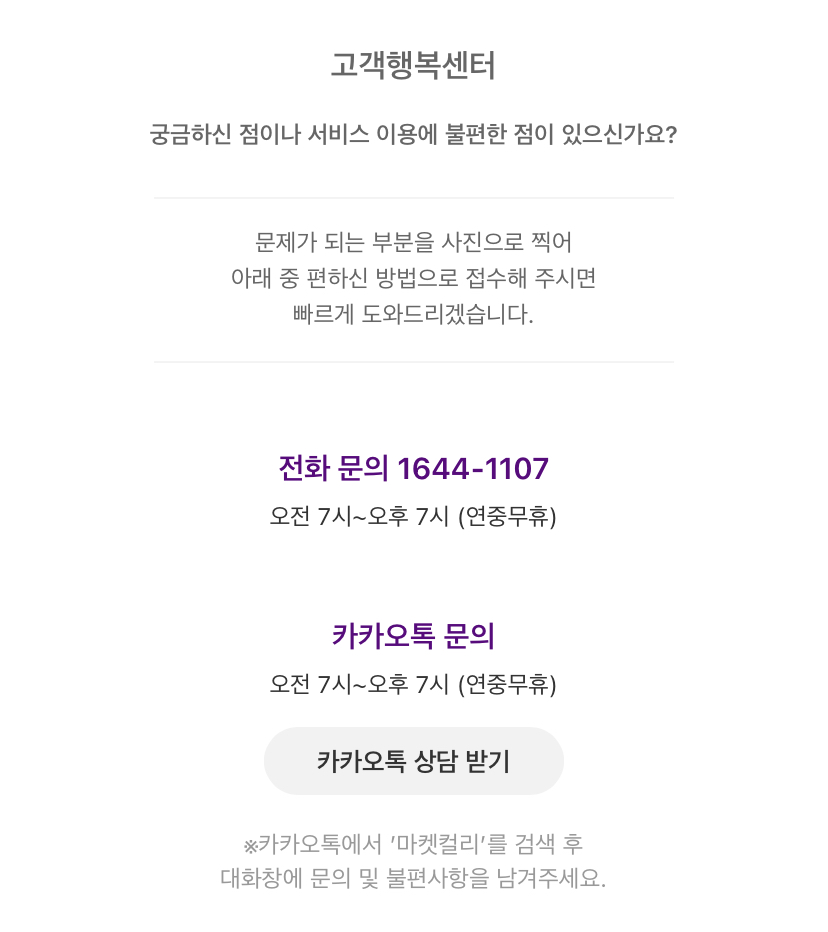 고객행복센터
궁금하신 점이나 서비스 이용에 불편한 점이 있으신가요?
문제가 되는 부분을 사진으로 찍어
아래 중 편하신 방법으로 접수해 주시면
빠르게 도와드리겠습니다.
전화 문의 1644-1107
오전 7시~오후 7시 (연중무휴)
카카오톡 문의
오전 7시~오후 7시 (연중무휴)
카카오톡 상담 받기
※카카오톡에서 '마켓컬리'를 검색 후
대화창에 문의 및 불편사항을 남겨주세요.